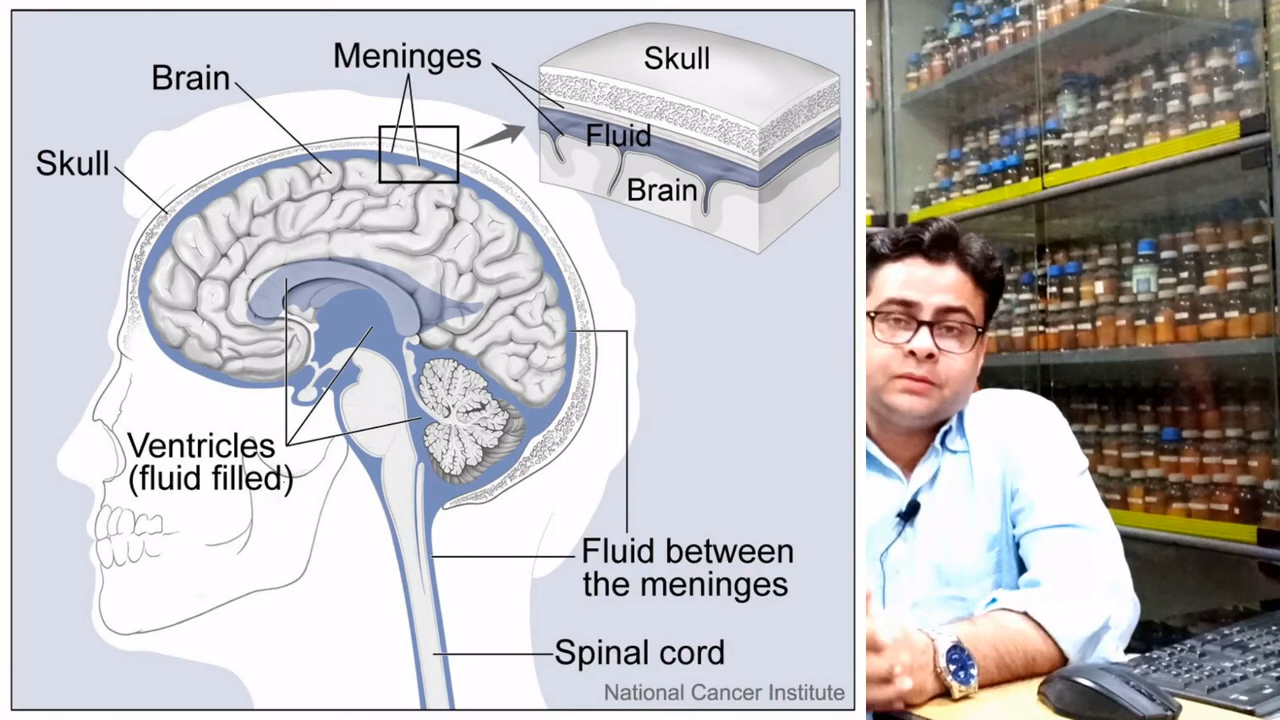 Meninges
Brain
Skull
Skull
Fluid
Brain
Ventricles
(fluid filled)
Fluid between
the meninges
Spinal cord
National Cancer Institute